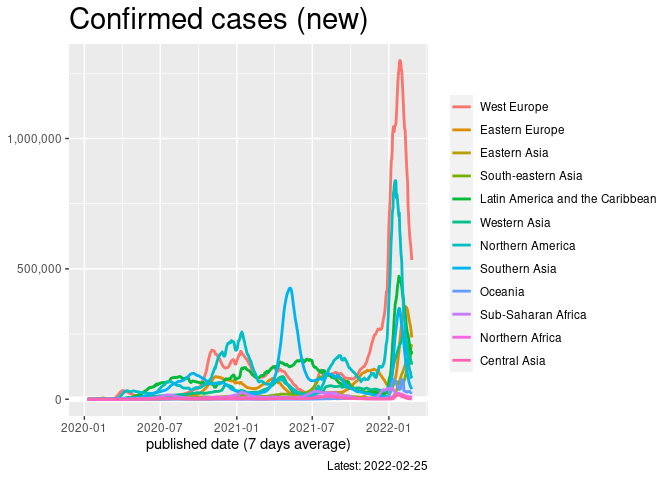 Confirmed cases (new)
1,000,000
500,000
0
2020-01
2020-07
2021-01
2021-07
2022-01
published date (7 days average)
Latest: 2022-02-25
West Europe
Eastern Europe
Eastern Asia
South-eastern Asia
Latin America and the Caribbean
Western Asia
Northern America
Southern Asia
Oceania
Sub-Saharan Africa
Northern Africa
Central Asia